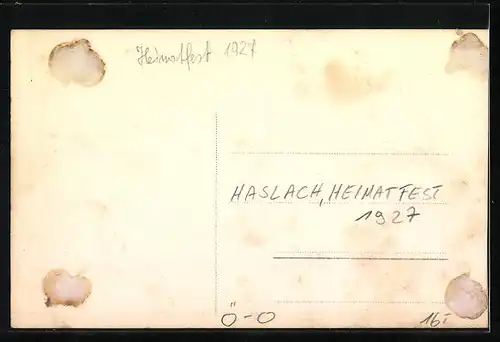 Heimatfest 1927
HASLACH, HEIMATFEST
1927
Ö-O
16,-